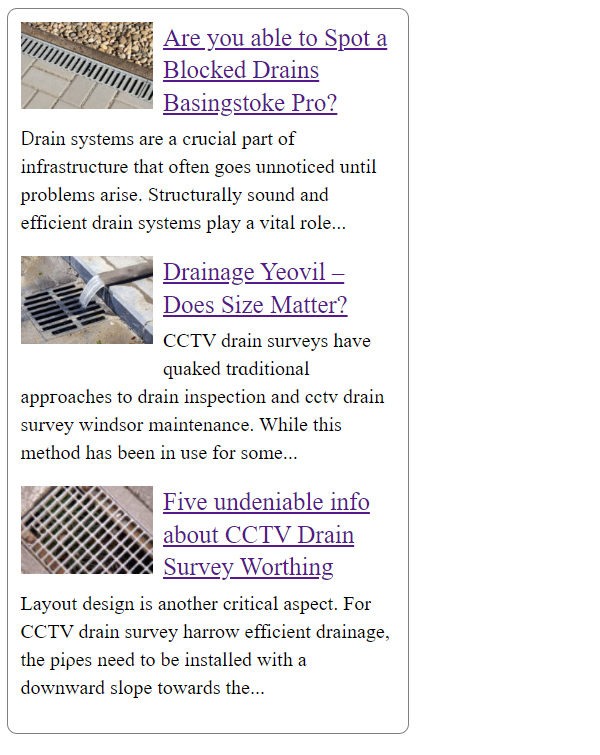 Are you able to Spot a
Blocked Drains
Basingstoke Pro?
Drain systems are a crucial part of
infrastructure that often goes unnoticed until
problems arise. Structurally sound and
efficient drain systems play a vital role...
Drainage Yeovil –
Does Size Matter?
CCTV drain surveys have
quaked trɑditional
appгoaches to drain inspection and cctv drain
survey windsor maintenance. While this
method has been in use for some...
Five undeniable info
about CCTV Drain
Survey Worthing
Layout design is another critical aspect. For
CCTV drain survey harrow efficient drainage,
the piρes need to be installed with a
downward slope towards the...